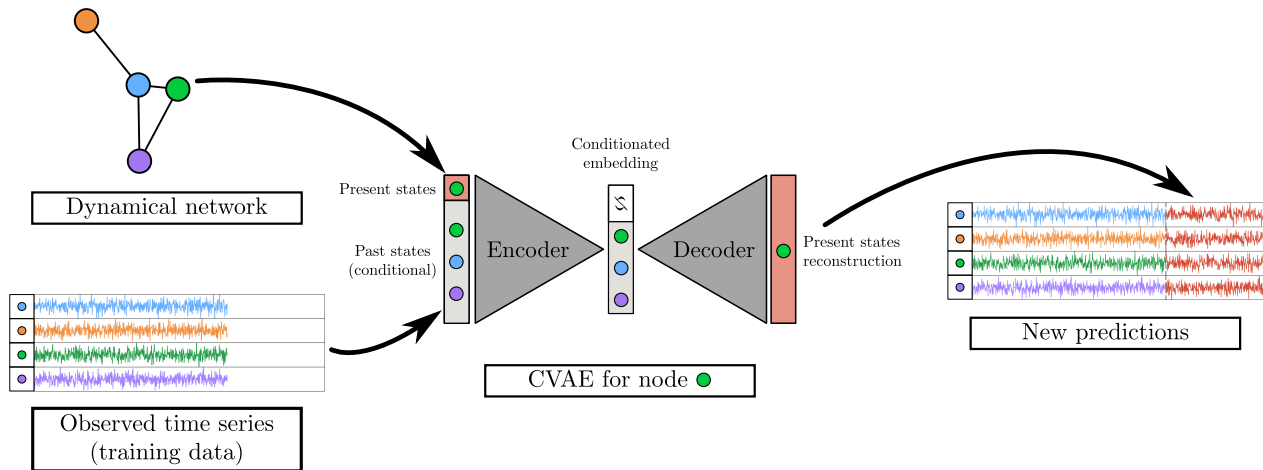 Dynamical network
Observed time series
(training data)
Present states
Past states
(conditional)
Encoder
Conditionated
embedding
Decoder
Present states
reconstruction
CVAE for node
New predictions